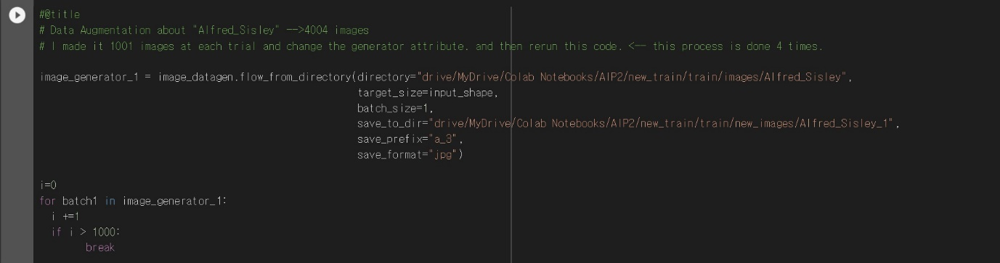 #@title
# Data Augmentation about "Alfred_Sisley" -->4004 images
# I made it 1001 images at each trial and change the generator attribute. and then rerun this code. <-- this process is done 4 times.
image_generator_1 = image_datagen.flow_from_directory(directory="drive/MyDrive/Colab Notebooks/AIP2/new_train/train/images/Alfred_Sisley",
target_size=input_shape,
batch_size=1,
save_to_dir="drive/MyDrive/Colab Notebooks/AIP2/new_train/train/new_images/Alfred_Sisley_1",
save_prefix="a_3",
save_format="jpg")
i=0
for batch1 in image_generator_1:
i +=1
if i > 1000:
break